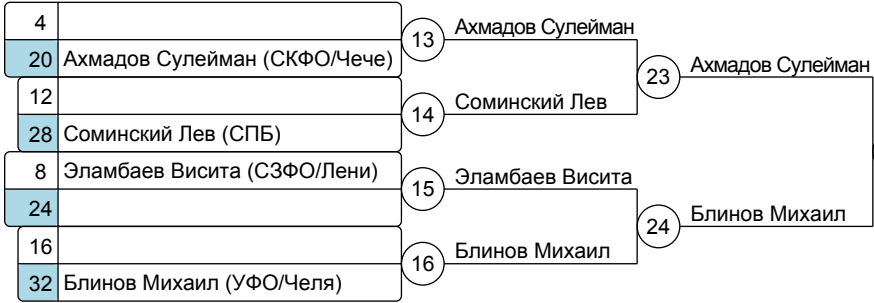 4
20 Ахмадов Сулейман (СКФО/Чече)
12
28 Соминский Лев (СПБ)
8 Эламбаев Висита (СЗФО/Лени)
24
16
32 Блинов Михаил (УФО/Челя)
13 Ахмадов Сулейман
14 Соминский Лев
15 Эламбаев Висита
16 Блинов Михаил
23 Ахмадов Сулейман
24 Блинов Михаил